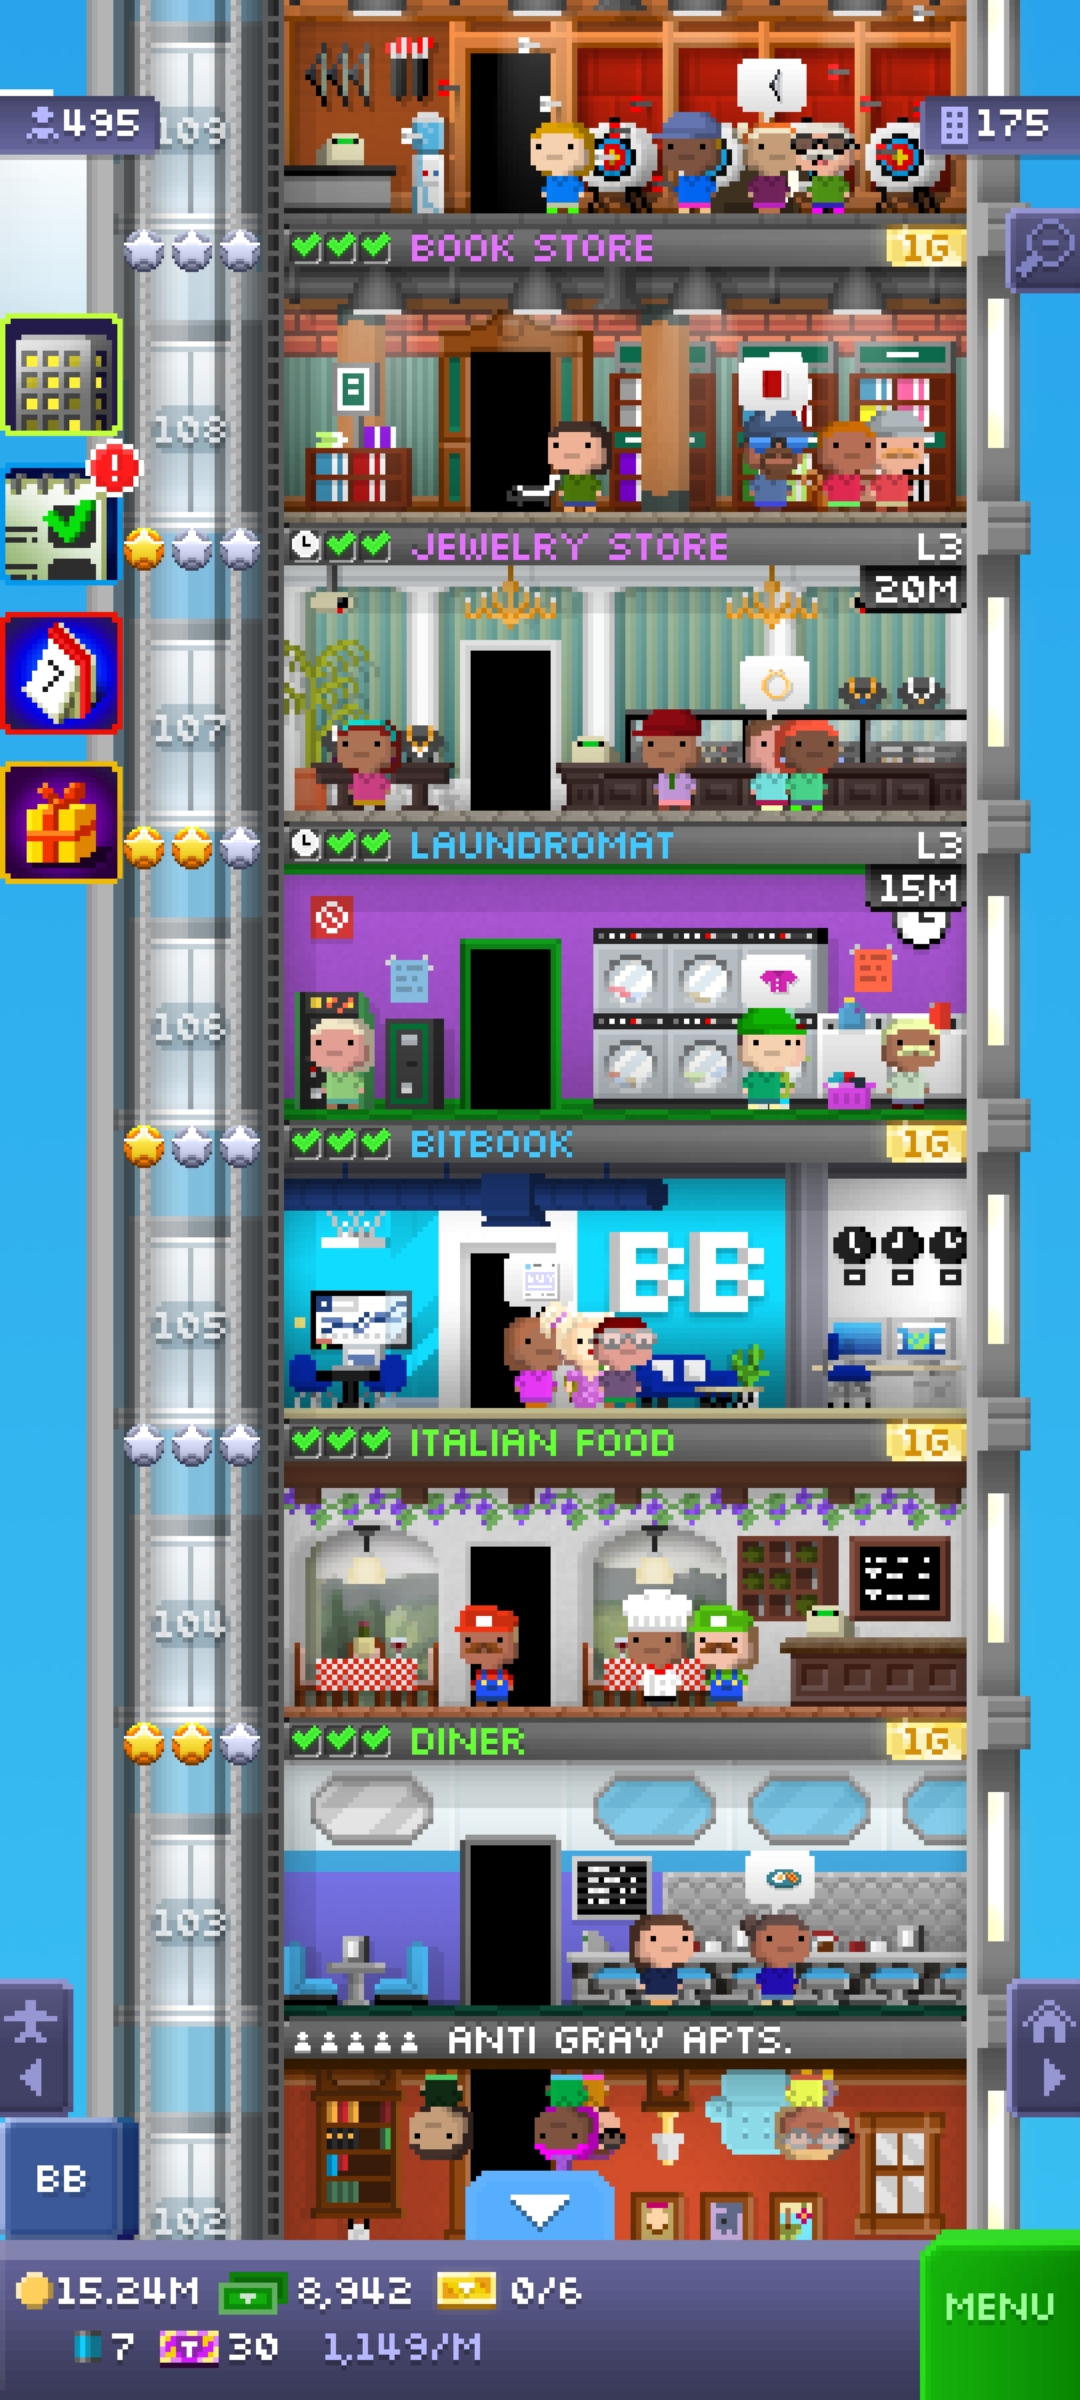 495
109
175
BOOK STORE
1G
108
JEWELRY STORE
L3
20M
107
LAUNDROMAT
L3
15M
106
BITBOOK
1G
BB
105
ITALIAN FOOD
1G
104
DINER
1G
103
ANTI GRAV APTS.
BB
102
15.24M
8,942
0/6
MENU
7
30
1,149/M